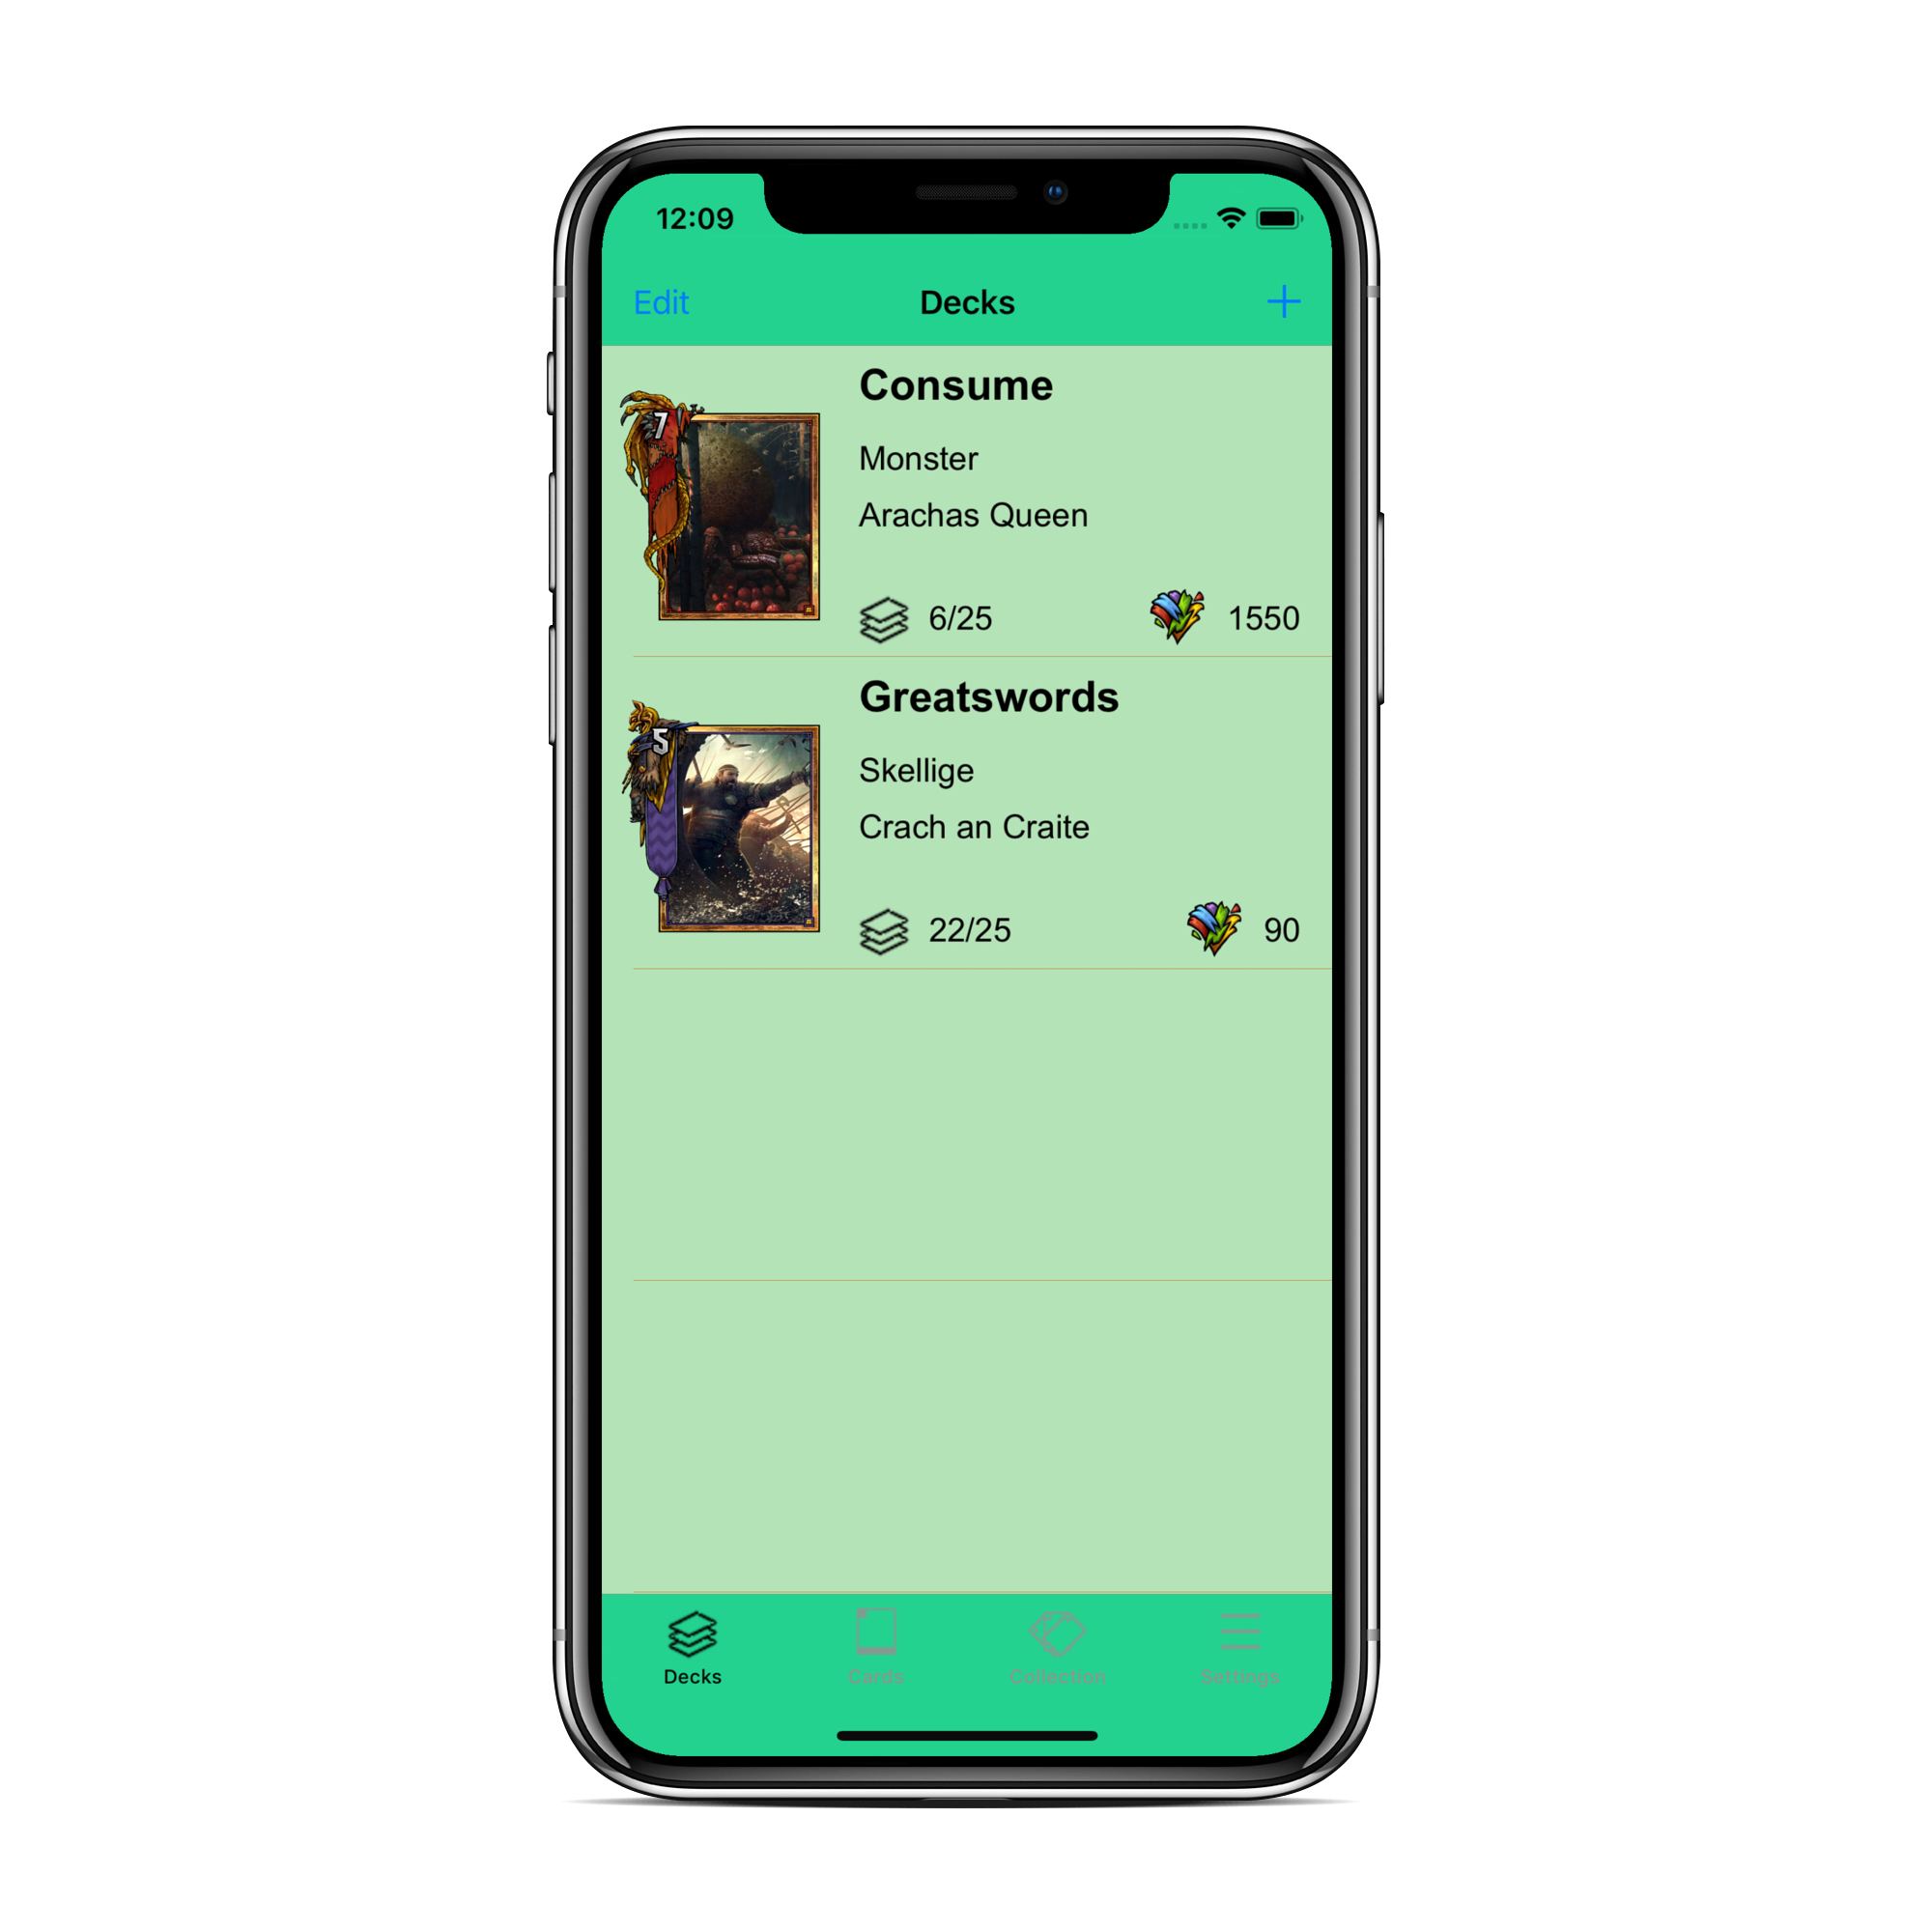 12:09
Edit
Decks
+
Consume
7
Monster
Arachas Queen
6/25
1550
Greatswords
5
Skellige
Crach an Craite
22/25
90
Decks
Cards
Collection
Settings